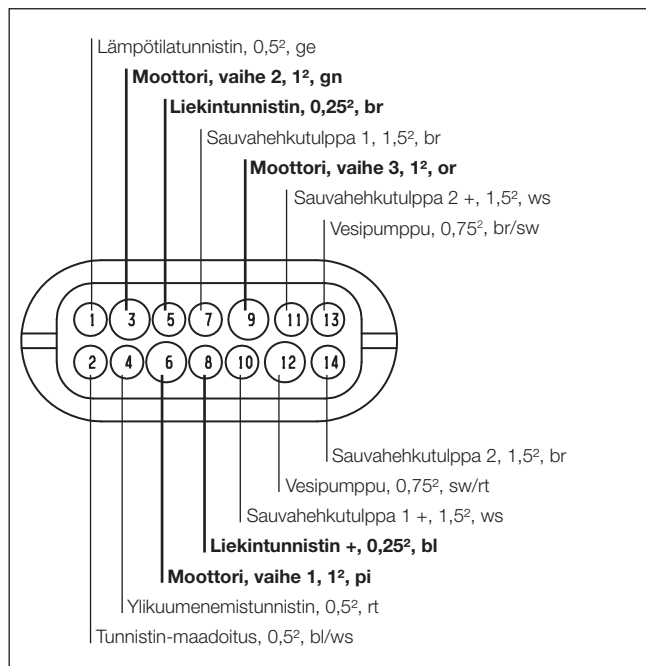 Lämpötilatunnistin, 0,5², ge
Moottori, vaihe 2, 1², gn
Liekintunnistin, 0,25², br
Sauvahehkutulppa 1, 1,5², br
Moottori, vaihe 3, 1², or
Sauvahehkutulppa 2 +, 1,5², ws
Vesipumppu, 0,75², br/sw
1 3 5 7 9 11 13
2 4 6 8 10 12 14
Sauvahehkutulppa 2, 1,5², br
Vesipumppu, 0,75², sw/rt
Sauvahehkutulppa 1 +, 1,5², ws
Liekintunnistin +, 0,25², bl
Moottori, vaihe 1, 1², pi
Ylikuumenemistunnistin, 0,5², rt
Tunnistin-maadoitus, 0,5², bl/ws